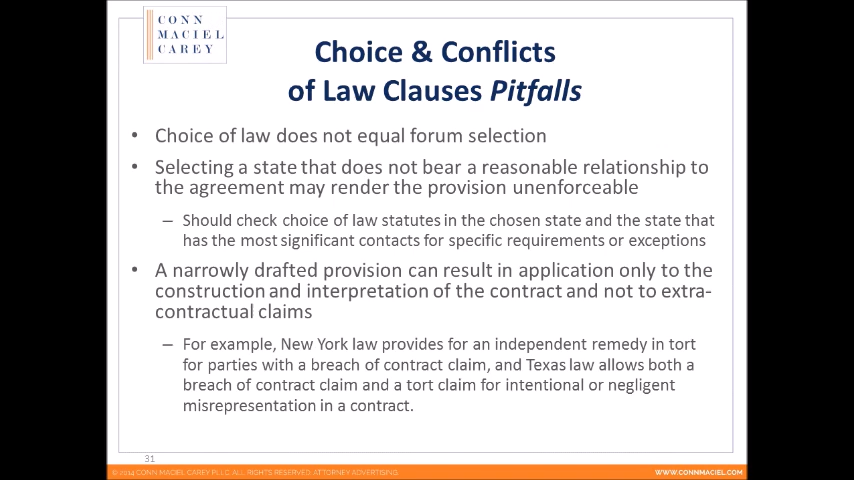 CONN
MACIEL
CAREY
Choice & Conflicts
of Law Clauses Pitfalls
• Choice of law does not equal forum selection
• Selecting a state that does not bear a reasonable relationship to
the agreement may render the provision unenforceable
– Should check choice of law statutes in the chosen state and the state that
has the most significant contacts for specific requirements or exceptions
• A narrowly drafted provision can result in application only to the
construction and interpretation of the contract and not to extra-
contractual claims
– For example, New York law provides for an independent remedy in tort
for parties with a breach of contract claim, and Texas law allows both a
breach of contract claim and a tort claim for intentional or negligent
misrepresentation in a contract.
31
© 2014 CONN MACIEL CAREY PLLC ALL RIGHTS RESERVED ATTORNEY ADVERTISING
WWW.CONNMACIEL.COM